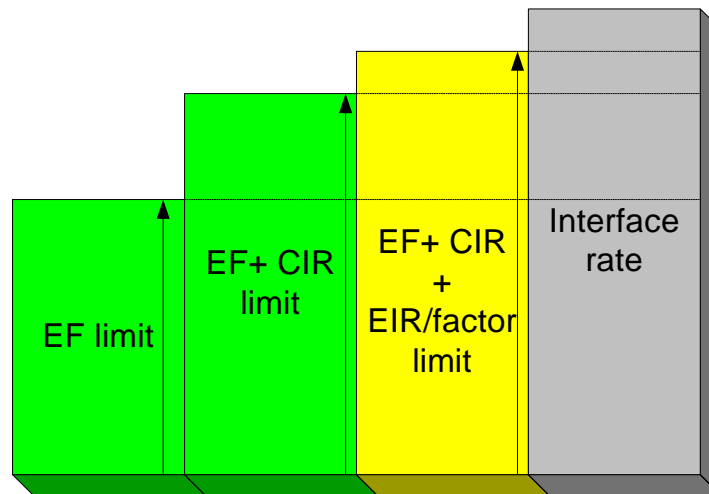 EF limit
EF+ CIR
limit
EF+ CIR
+
EIR/factor
limit
Interface
rate